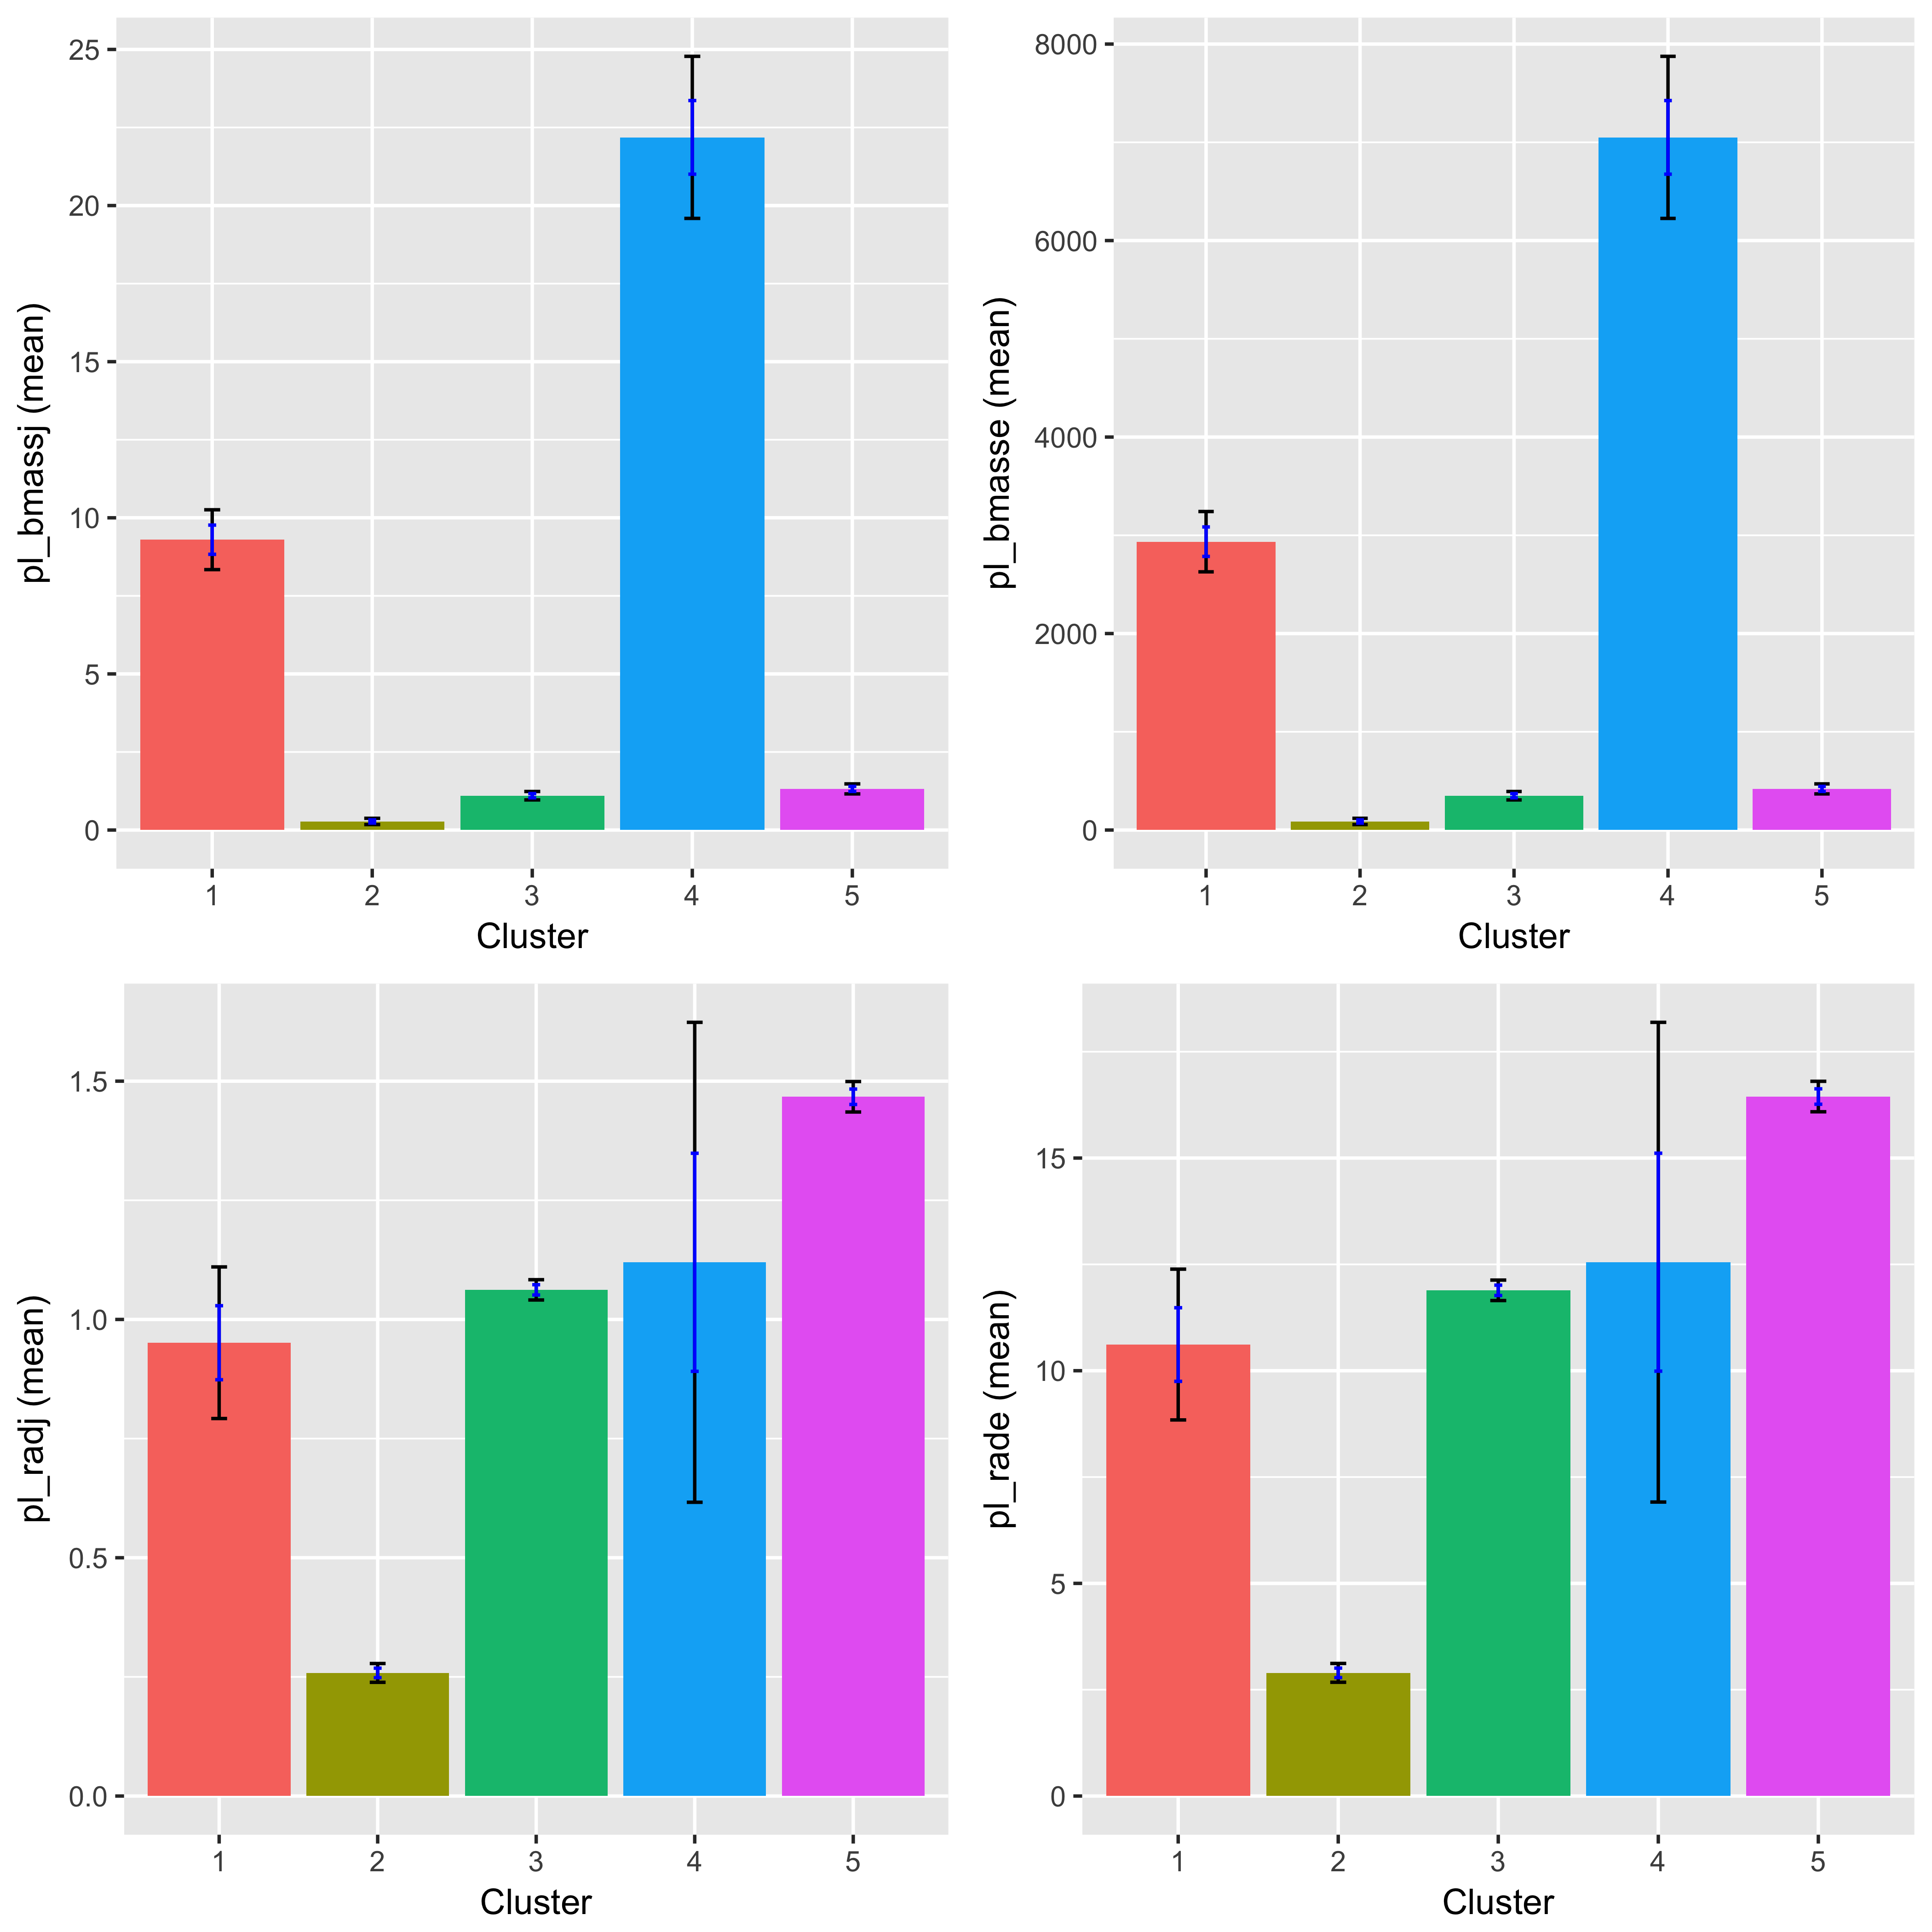 pl_bmassj (mean)
25
20
15
10
5
0
1 2 3 4 5
Cluster
pl_bmasse (mean)
8000
6000
4000
2000
0
1 2 3 4 5
Cluster
pl_radj (mean)
1.5
1.0
0.5
0.0
1 2 3 4 5
Cluster
pl_rade (mean)
15
10
5
0
1 2 3 4 5
Cluster